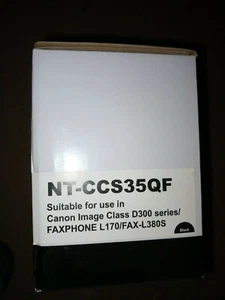 NT-CCS35QF
Suitable for use in
Canon Image Class D300 series/
FAXPHONE L170/FAX-L380S
Black